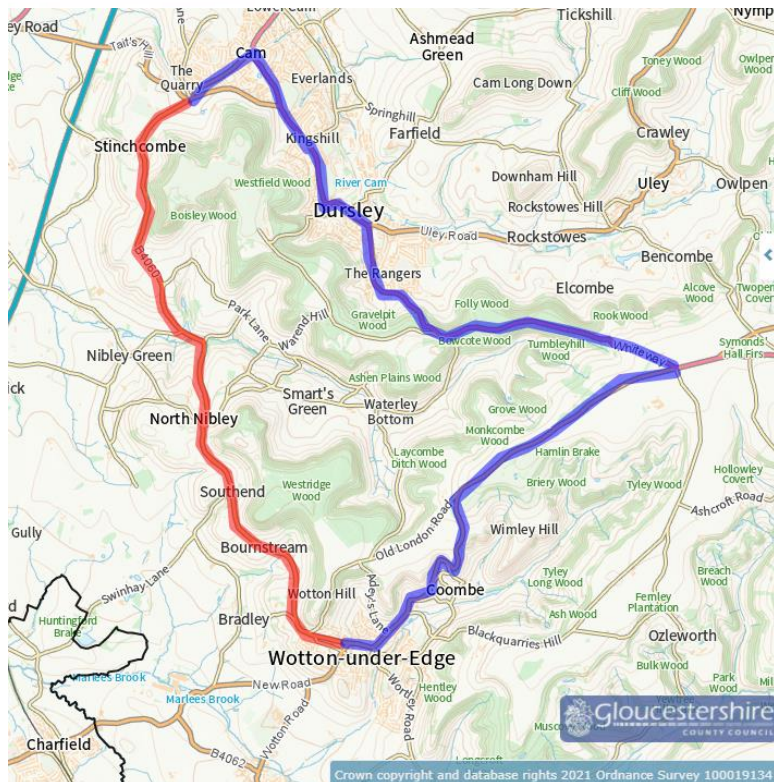 Lower Cam
Tickshill
ley Road
Ashmead
Green
Nymp
Tait's Hill
Cam
The
Quarry
Everlands
Cam Long Down
Toney Wood
Owlpen
Wood
Cliff Wood
Springhill
Stinchcombe
Kingshill
Farfield
Crawley
Westfield Wood
River Cam
Downham Hill
Uley
Owlpen
Boisley Wood
Dursley
Rockstowes Hill
Uley Road
Rockstowes
Bencombe
B4060
The Rangers
Elcombe
Alcove
Wood
Folly Wood
Park Lane
Warend Hill
Gravelpit
Wood
Rook Wood
Nibley Green
Bowcote Wood
Tumbleyhill
Wood
Whiteway
Symonds'
Hall Firs
Ashen Plains Wood
Smart's
Green
Waterley
Bottom
Grove Wood
North Nibley
Monkcombe
Wood
Laycombe
Ditch Wood
Hamlin Brake
Hollowley
Covert
Southend
Westridge
Wood
Briery Wood
Tyley Wood
Ashcroft Road
Gully
Bournstream
Old London Road
Wimley Hill
Swinhay Lane
Tyley
Long Wood
Breach
Wood
Wotton Hill
Adey's Lane
Coombe
Fernley
Plantation
Huntingford
Brake
Bradley
Ash Wood
Blackquarries Hill
Ozleworth
Wotton-under-Edge
Bulk Wood
Park
Wood
Marlees Brook
New Road
Marlees Brook
Hentley
Wood
Wortley Road
Wotton Road
Gloucestershire
COUNTY COUNCIL
Charfield
B4062
Crown copyright and database rights 2021 Ordnance Survey 100019134